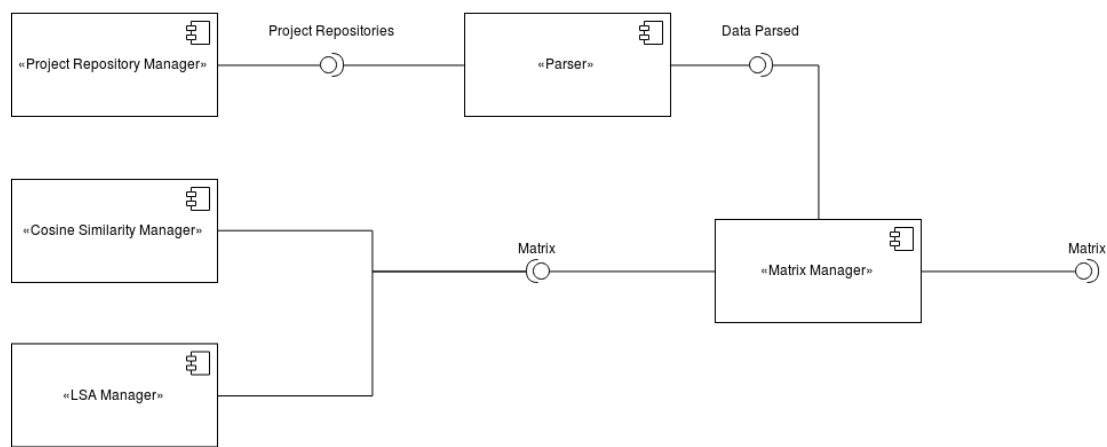 Project Repositories
Data Parsed
«Project Repository Manager»
«Parser»
«Cosine Similarity Manager»
Matrix
Matrix
«Matrix Manager»
«LSA Manager»